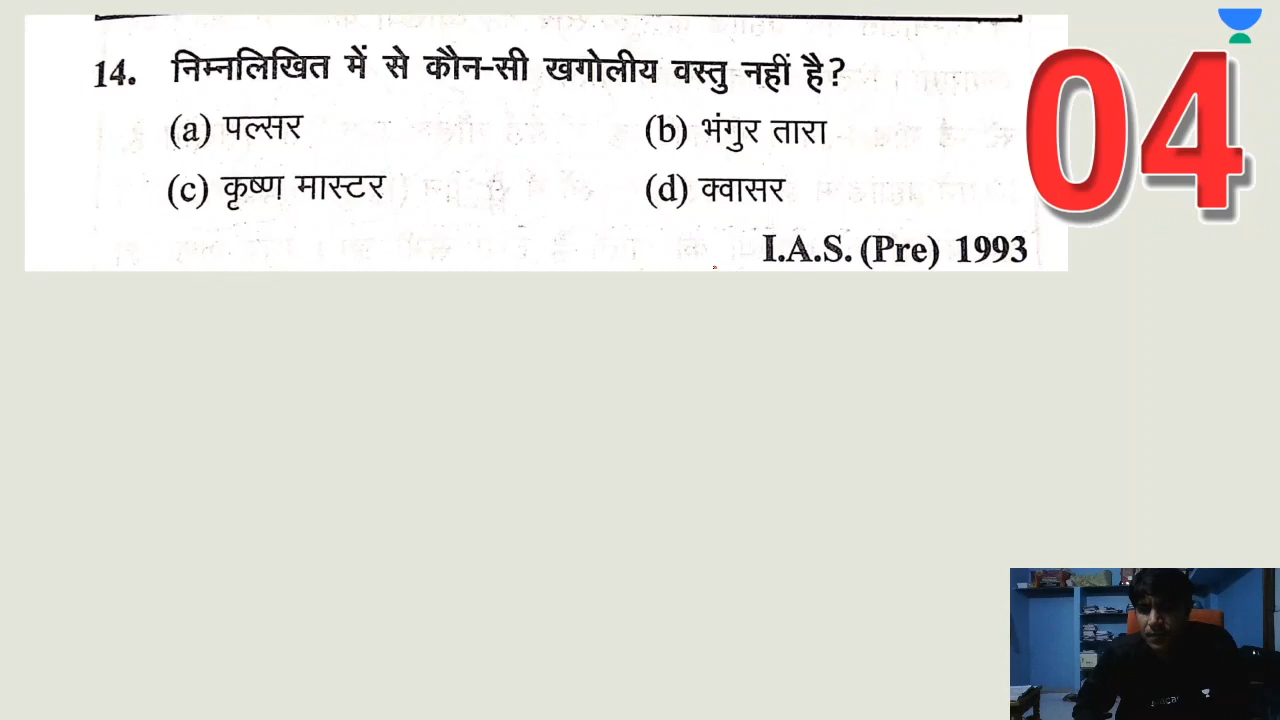 14. निम्नलिखित में से कौन-सी खगोलीय वस्तु नहीं है?
(a) पल्सर (b) भंगुर तारा
(c) कृष्ण मास्टर (d) क्वासर
I.A.S. (Pre) 1993
04